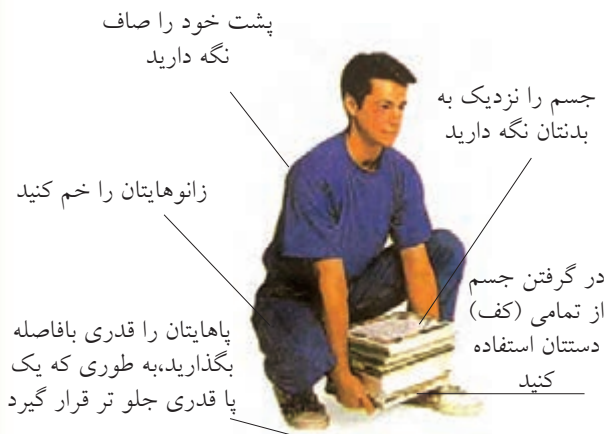 پشت خود را صاف
نگه دارید
جسم را نزدیک به
بدنتان نگه دارید
زانوهایتان را خم کنید
در گرفتن جسم
از تمامی (کف)
دستتان استفاده
کنید
پاهایتان را قدری بافاصله
بگذارید،به طوری که یک
پا قدری جلو تر قرار گیرد